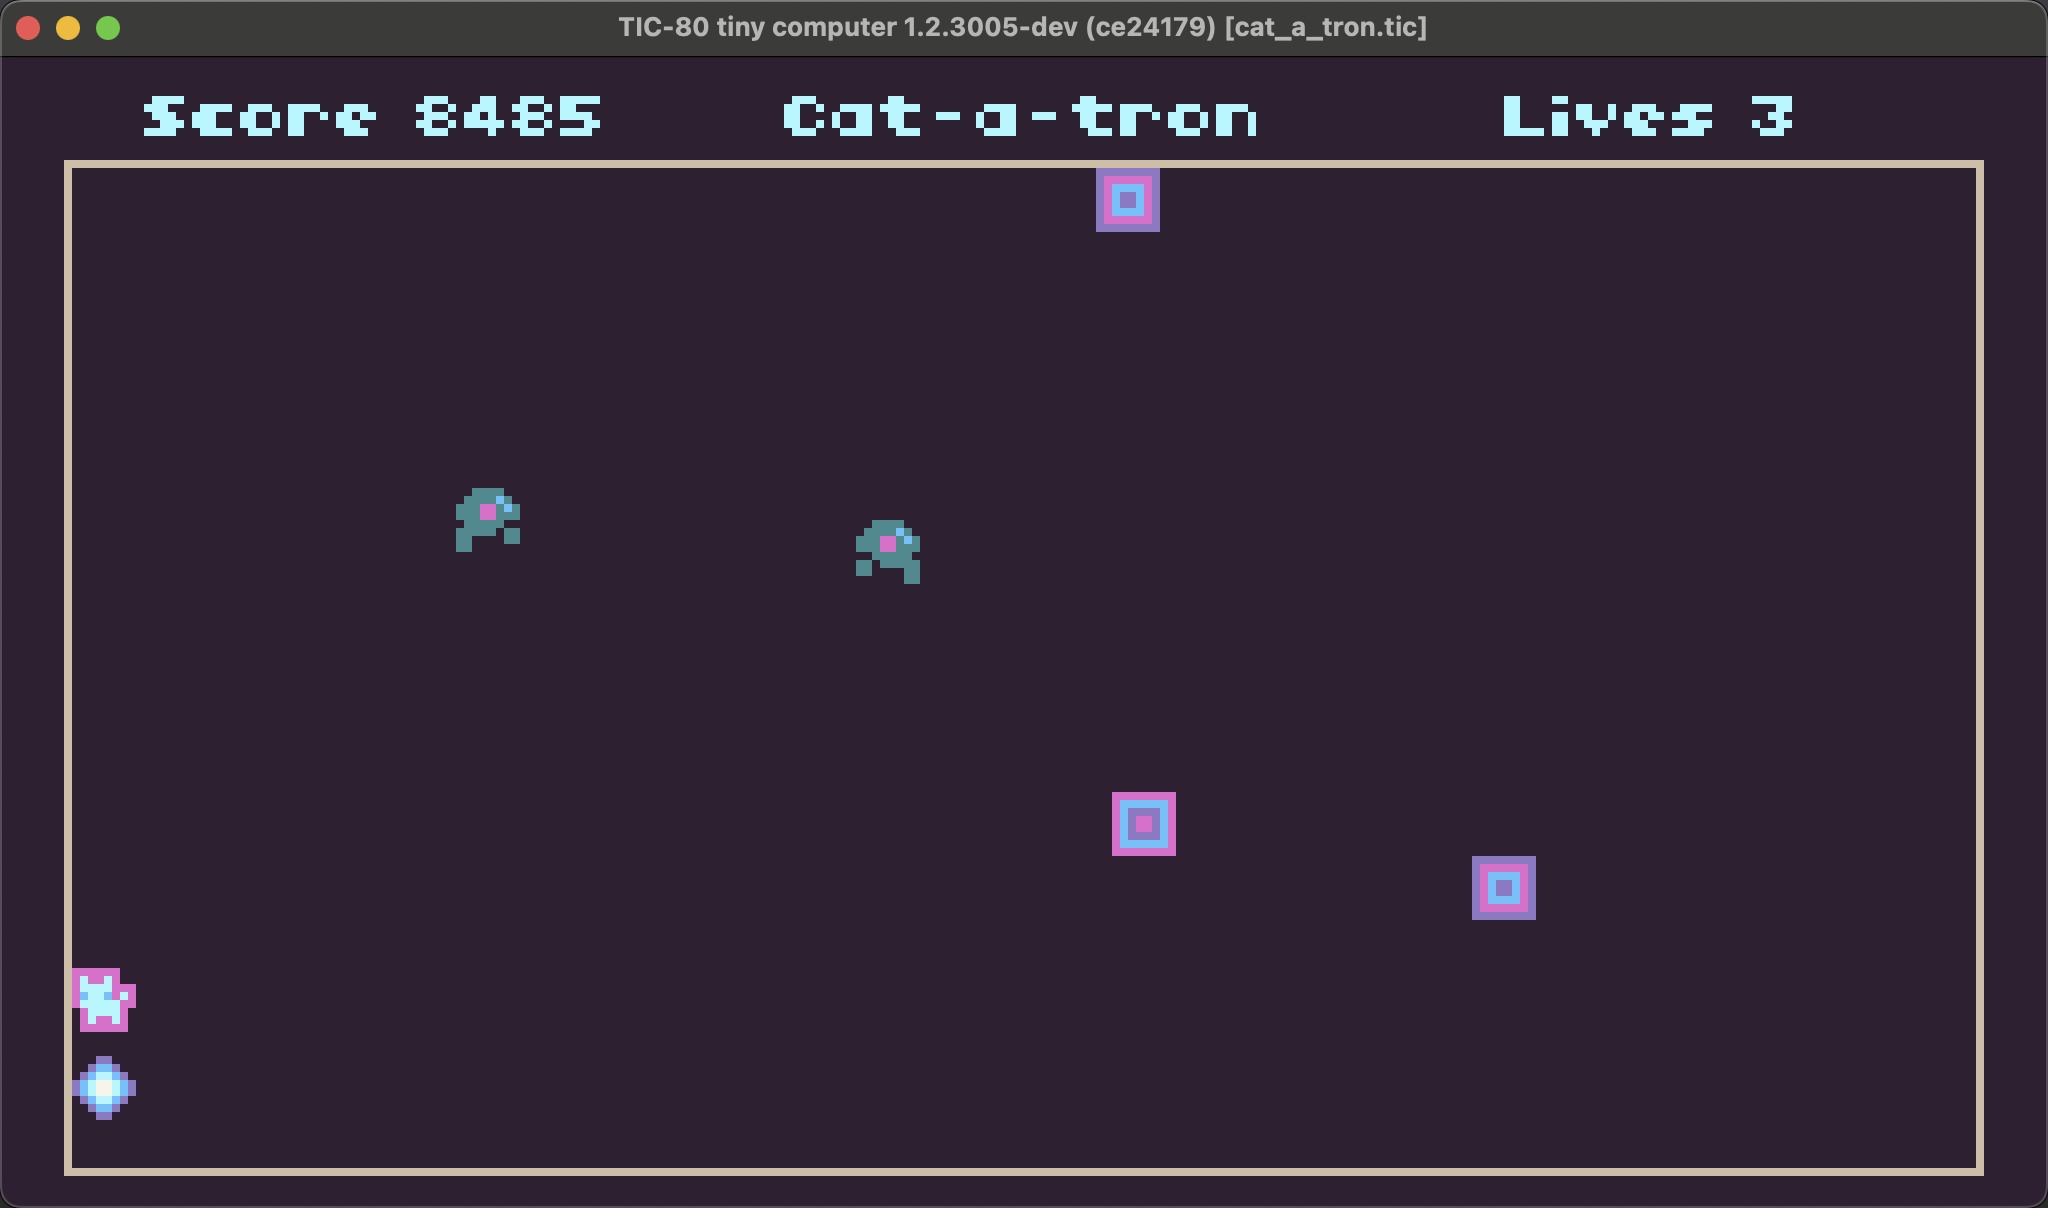 TIC-80 tiny computer 1.2.3005-dev (ce24179) [cat_a_tron.tic]
Score 8485 Cat-a-tron Lives 3